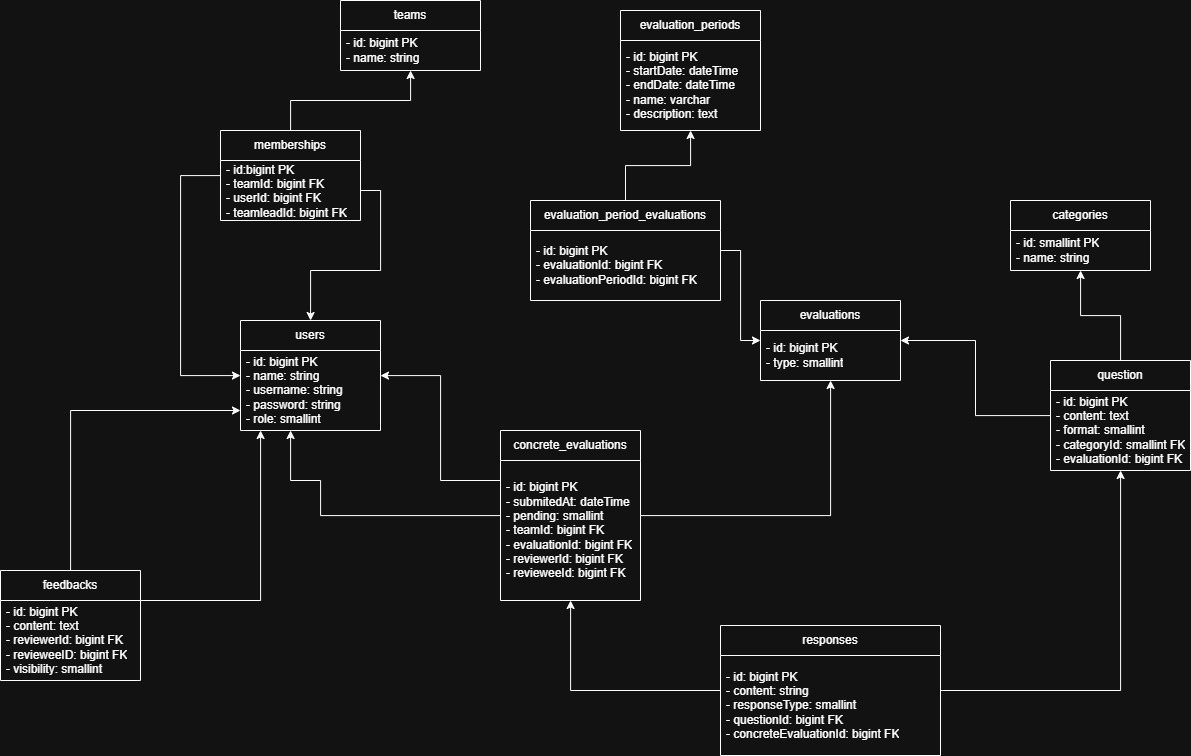 teams
- id: bigint PK
- name: string
evaluation_periods
- id: bigint PK
- startDate: dateTime
- endDate: dateTime
- name: varchar
- description: text
memberships
- id:bigint PK
- teamId: bigint FK
- userId: bigint FK
- teamleadId: bigint FK
evaluation_period_evaluations
- id: bigint PK
- evaluationId: bigint FK
- evaluationPeriodId: bigint FK
categories
- id: smallint PK
- name: string
evaluations
- id: bigint PK
- type: smallint
users
- id: bigint PK
- name: string
- username: string
- password: string
- role: smallint
question
- id: bigint PK
- content: text
- format: smallint
- categoryId: smallint FK
- evaluationId: bigint FK
concrete_evaluations
- id: bigint PK
- submitedAt: dateTime
- pending: smallint
- teamId: bigint FK
- evaluationId: bigint FK
- reviewerId: bigint FK
- revieweeId: bigint FK
feedbacks
- id: bigint PK
- content: text
- reviewerId: bigint FK
- revieweeID: bigint FK
- visibility: smallint
responses
- id: bigint PK
- content: string
- responseType: smallint
- questionId: bigint FK
- concreteEvaluationId: bigint FK